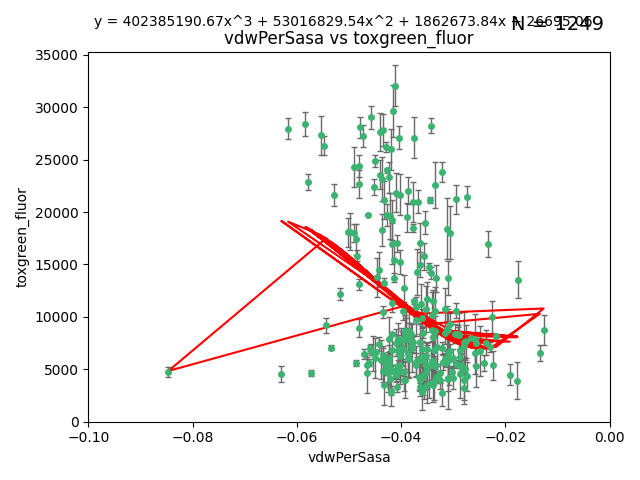 y = 402385190.67x^3 + 53016829.54x^2 + 1862673.84x +
N = 1249
vdwPerSasa vs toxgreen_fluor
35000
30000
25000
20000
15000
10000
5000
0
toxgreen_fluor
−0.10 −0.08 −0.06 −0.04 −0.02 0.00
vdwPerSasa